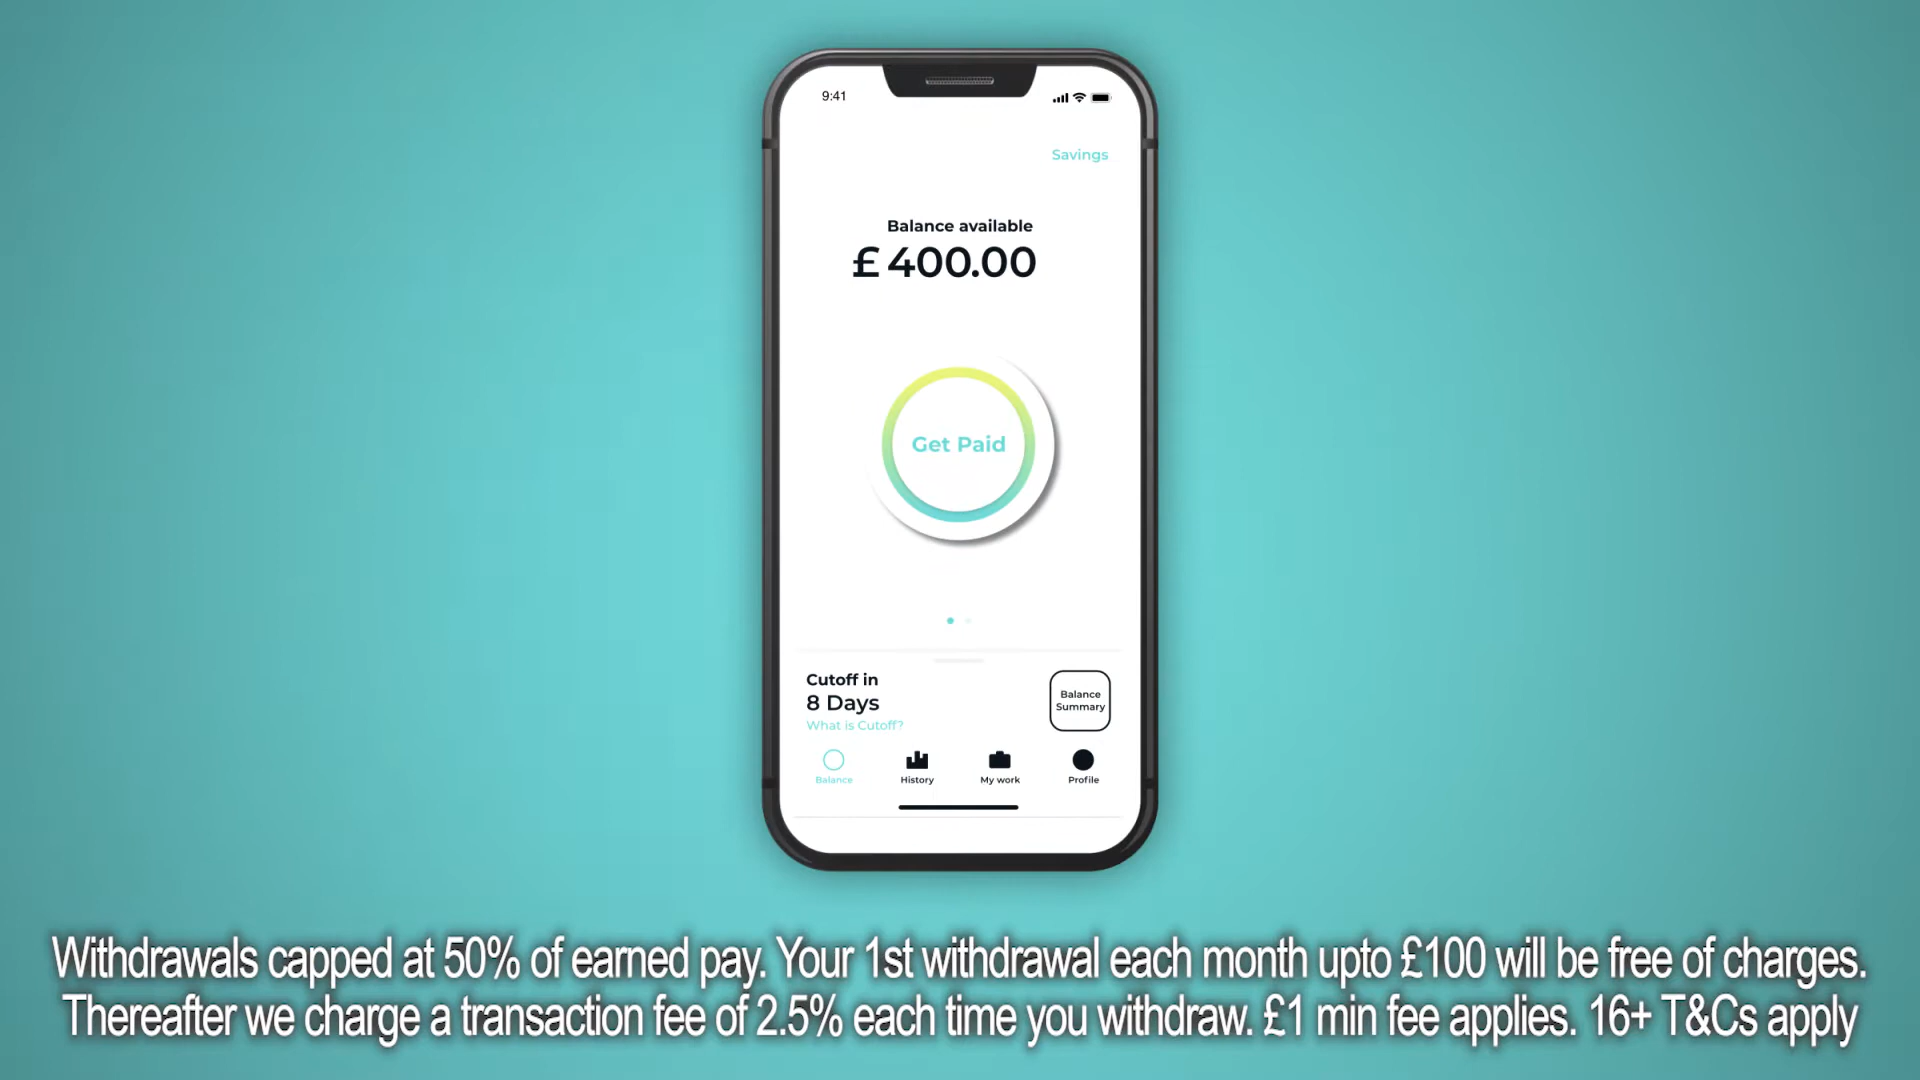 9:41
Savings
Balance available
£400.00
Get Paid
Cutoff in
8 Days
What is Cutoff?
Balance
Summary
Balance
History
My work
Profile
Withdrawals capped at 50% of earned pay. Your 1st withdrawal each month upto £100 will be free of charges.
Thereafter we charge a transaction fee of 2.5% each time you withdraw. £1 min fee applies. 16+ T&Cs apply